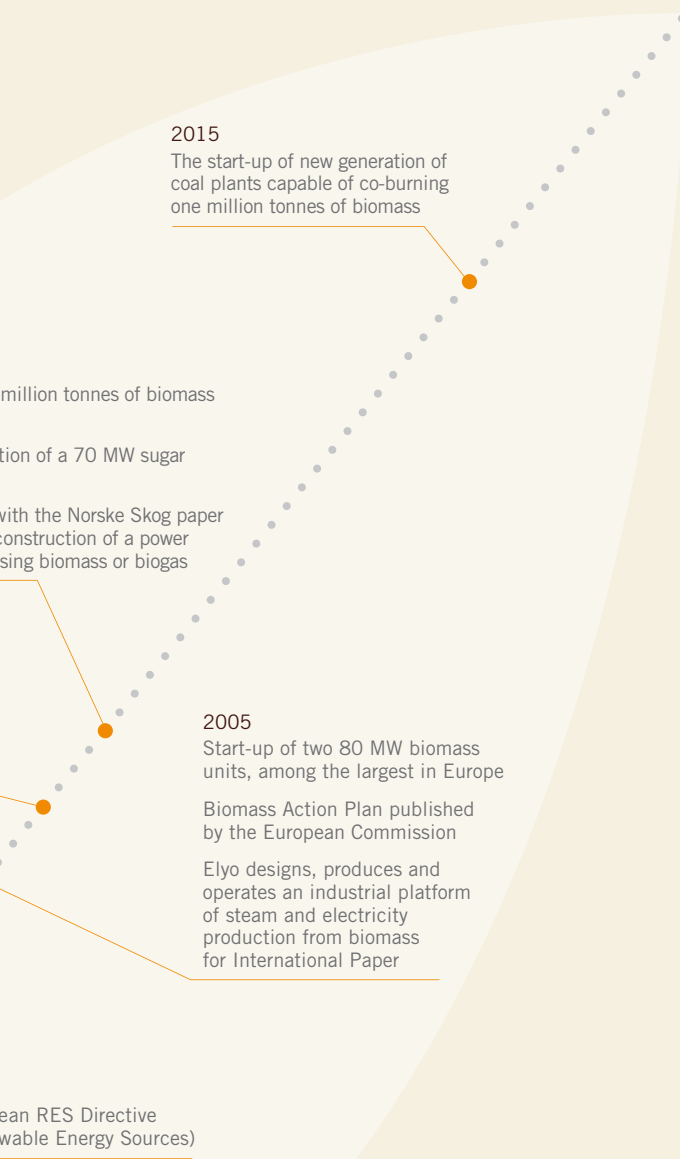 2015
The start-up of new generation of
coal plants capable of co-burning
one million tonnes of biomass
million tonnes of biomass
tion of a 70 MW sugar
with the Norske Skog paper
construction of a power
sing biomass or biogas
2005
Start-up of two 80 MW biomass
units, among the largest in Europe
Biomass Action Plan published
by the European Commission
Elyo designs, produces and
operates an industrial platform
of steam and electricity
production from biomass
for International Paper
ean RES Directive
wable Energy Sources)